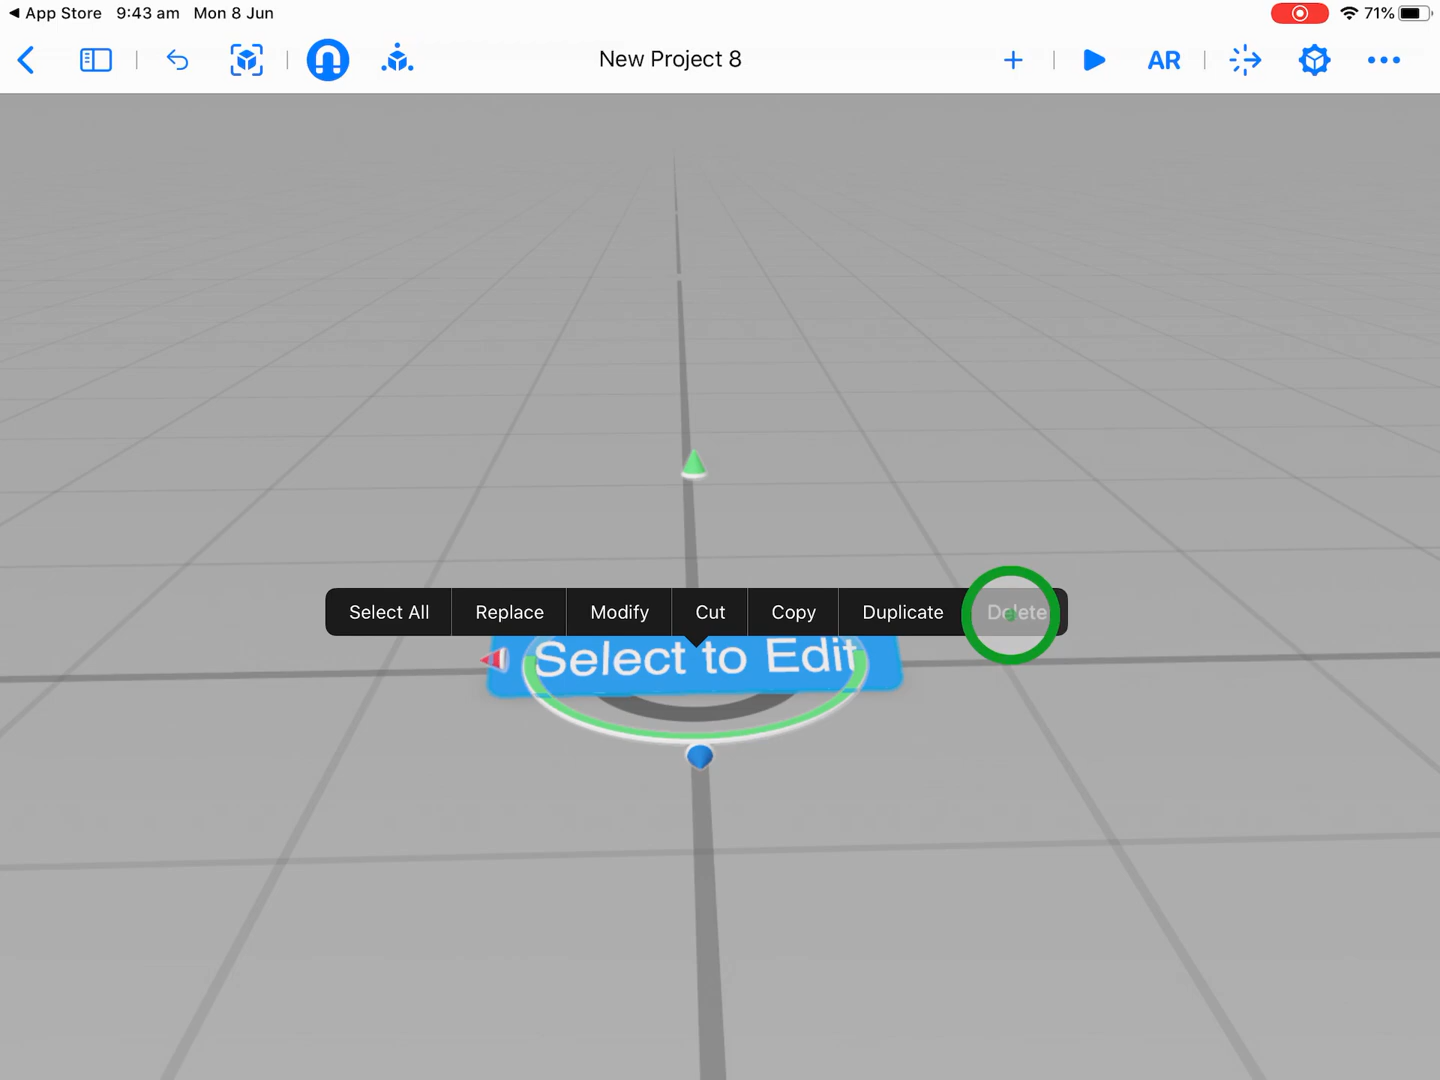 App Store 9:43 am Mon 8 Jun 71%
New Project 8 AR
Select All Replace Modify Cut Copy Duplicate Delete
Select to Edit